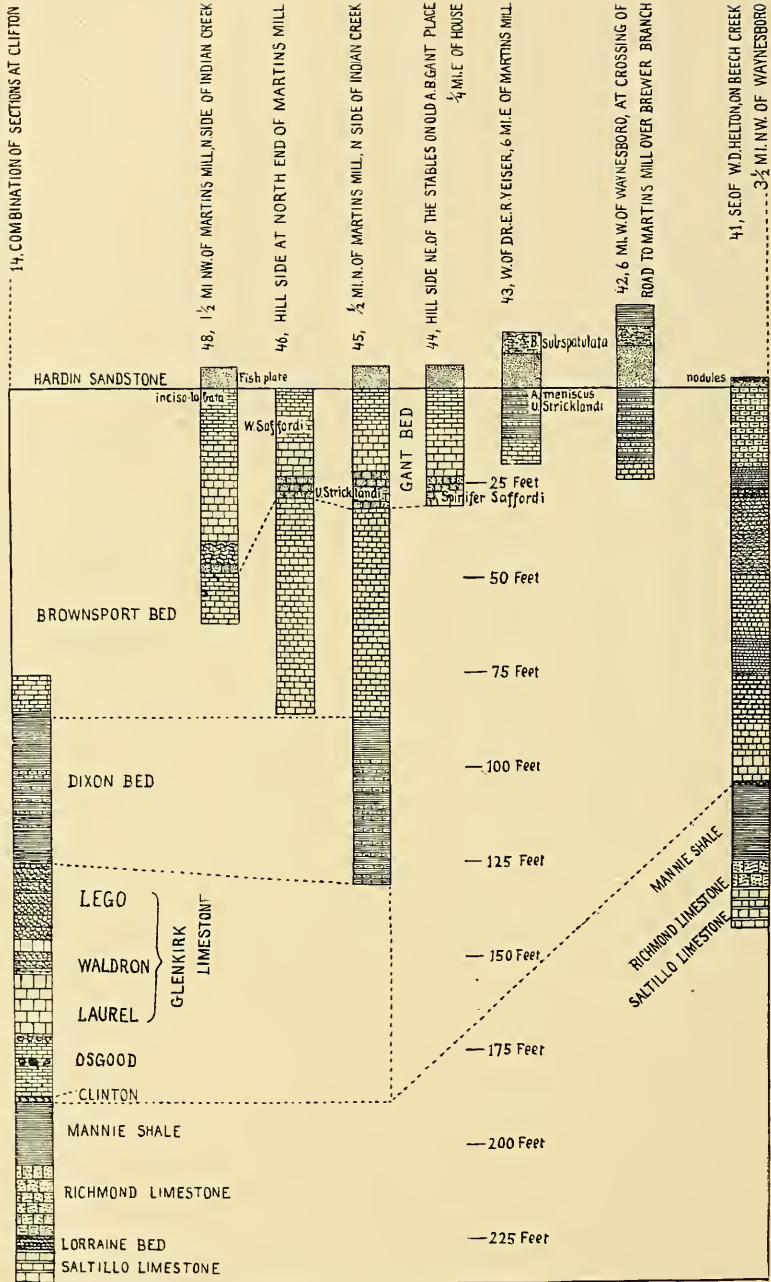 14, COMBINATION OF SECTIONS AT CLIFTON
48, 1½ MI NW. OF MARTINS MILL, N SIDE OF INDIAN CREEK
46, HILL SIDE AT NORTH END OF MARTINS MILL
45, ½ MI. N. OF MARTINS MILL, N SIDE OF INDIAN CREEK
44, HILL SIDE NE. OF THE STABLES ON OLD A.B. GANT PLACE
¼ MI. E OF HOUSE
43, W. OF DR. E. R. YEISER, 6 MI. E OF MARTINS MILL
42, 6 MI. W. OF WAYNESBORO, AT CROSSING OF
ROAD TO MARTINS MILL OVER BREWER BRANCH
41, SE. OF W. D. HELTON, ON BEECH CREEK
3½ MI. NW. OF WAYNESBORO
HARDIN SANDSTONE
Fish plate
B. Sub-spatulata
nodules
inciso-lobata
W. Saffordi
GANT BED
A. meniscus
U. Stricklandi
U. Stricklandi
Spirifer Saffordi
25 Feet
50 Feet
BROWNSPORT BED
75 Feet
DIXON BED
100 Feet
125 Feet
LEGO
WALDRON
LAUREL
GLENKIRK
LIMESTONE
150 Feet
MANNIE SHALE
RICHMOND LIMESTONE
SALTILLO LIMESTONE
OSGOOD
175 Feet
CLINTON
MANNIE SHALE
200 Feet
RICHMOND LIMESTONE
LORRAINE BED
225 Feet
SALTILLO LIMESTONE